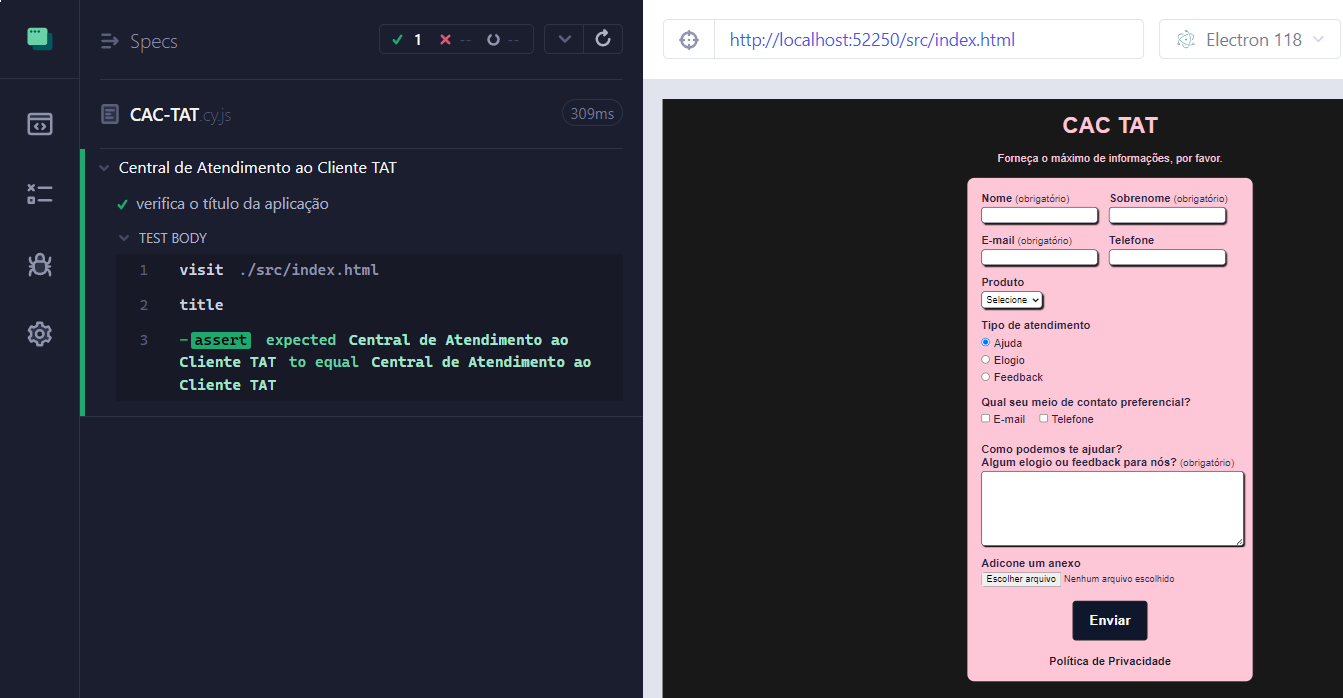 Specs
1 -- --
CAC-TAT.cy.js
309ms
Central de Atendimento ao Cliente TAT
verifica o título da aplicação
TEST BODY
1 visit ./src/index.html
2 title
3 -assert expected Central de Atendimento ao
Cliente TAT to equal Central de Atendimento ao
Cliente TAT
http://localhost:52250/src/index.html
Electron 118
CAC TAT
Forneça o máximo de informações, por favor.
Nome (obrigatório) Sobrenome (obrigatório)
E-mail (obrigatório) Telefone
Produto
Selecione
Tipo de atendimento
Ajuda
Elogio
Feedback
Qual seu meio de contato preferencial?
E-mail Telefone
Como podemos te ajudar?
Algum elogio ou feedback para nós? (obrigatório)
Adicone um anexo
Escolher arquivo Nenhum arquivo escolhido
Enviar
Política de Privacidade